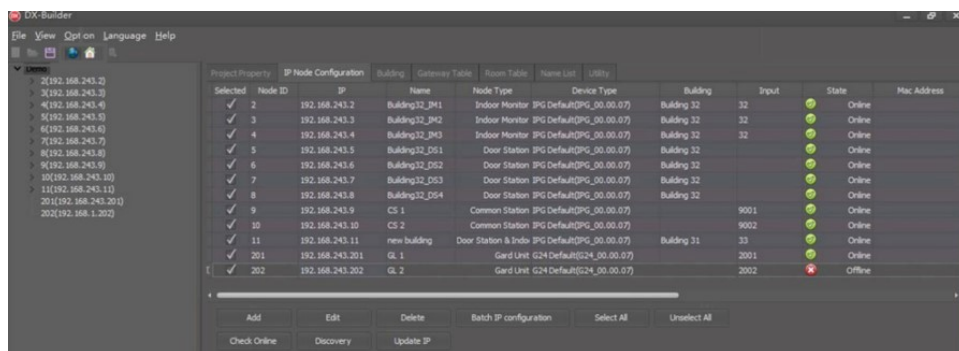 DX-Builder
File View Opt on Language Help
Demo
2(192.168.243.2)
3(192.168.243.3)
4(192.168.243.4)
5(192.168.243.5)
6(192.168.243.6)
7(192.168.243.7)
8(192.168.243.8)
9(192.168.243.9)
10(192.168.243.10)
11(192.168.243.11)
201(192.168.243.201)
202(192.168.1.202)
Project Property IP Node Configuration Building Gateway Table Room Table Name List Utility
Selected Node ID IP Name Node Type Device Type Building Input State Mac Address
2 192.168.243.2 Building32_IM1 Indoor Monitor IPG Default(IPG_00.00.07) Building 32 32 Online
3 192.168.243.3 Building32_IM2 Indoor Monitor IPG Default(IPG_00.00.07) Building 32 32 Online
4 192.168.243.4 Building32_IM3 Indoor Monitor IPG Default(IPG_00.00.07) Building 32 32 Online
5 192.168.243.5 Building32_DS1 Door Station IPG Default(IPG_00.00.07) Building 32 Online
6 192.168.243.6 Building32_DS2 Door Station IPG Default(IPG_00.00.07) Building 32 Online
7 192.168.243.7 Building32_DS3 Door Station IPG Default(IPG_00.00.07) Building 32 Online
8 192.168.243.8 Building32_DS4 Door Station IPG Default(IPG_00.00.07) Building 32 Online
9 192.168.243.9 CS 1 Common Station IPG Default(IPG_00.00.07) 9001 Online
10 192.168.243.10 CS 2 Common Station IPG Default(IPG_00.00.07) 9002 Online
11 192.168.243.11 new building Door Station & Indo IPG Default(IPG_00.00.07) Building 31 33 Online
201 192.168.243.201 GL 1 Gard Unit G24 Default(G24_00.00.07) 2001 Online
202 192.168.243.202 GL 2 Gard Unit G24 Default(G24_00.00.07) 2002 Offline
Add Edit Delete Batch IP configuration Select All Unselect All
Check Online Discovery Update IP